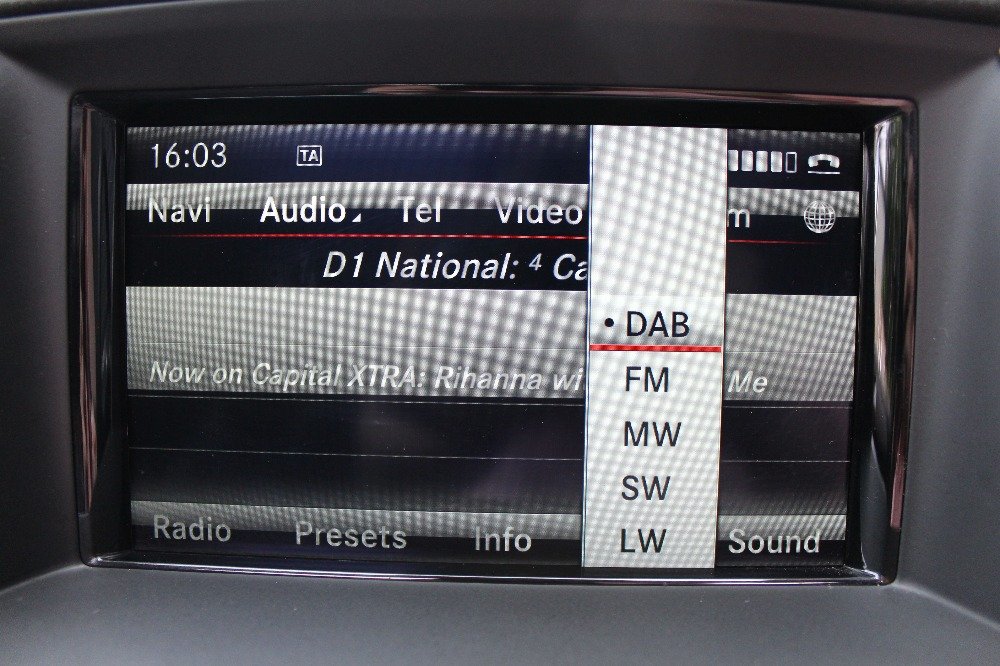 16:03 TA
Navi Audio Tel Video m
D1 National: 4 Ca
• DAB
Now on Capital XTRA: Rihanna wi Me
FM
MW
SW
LW
Radio Presets Info Sound